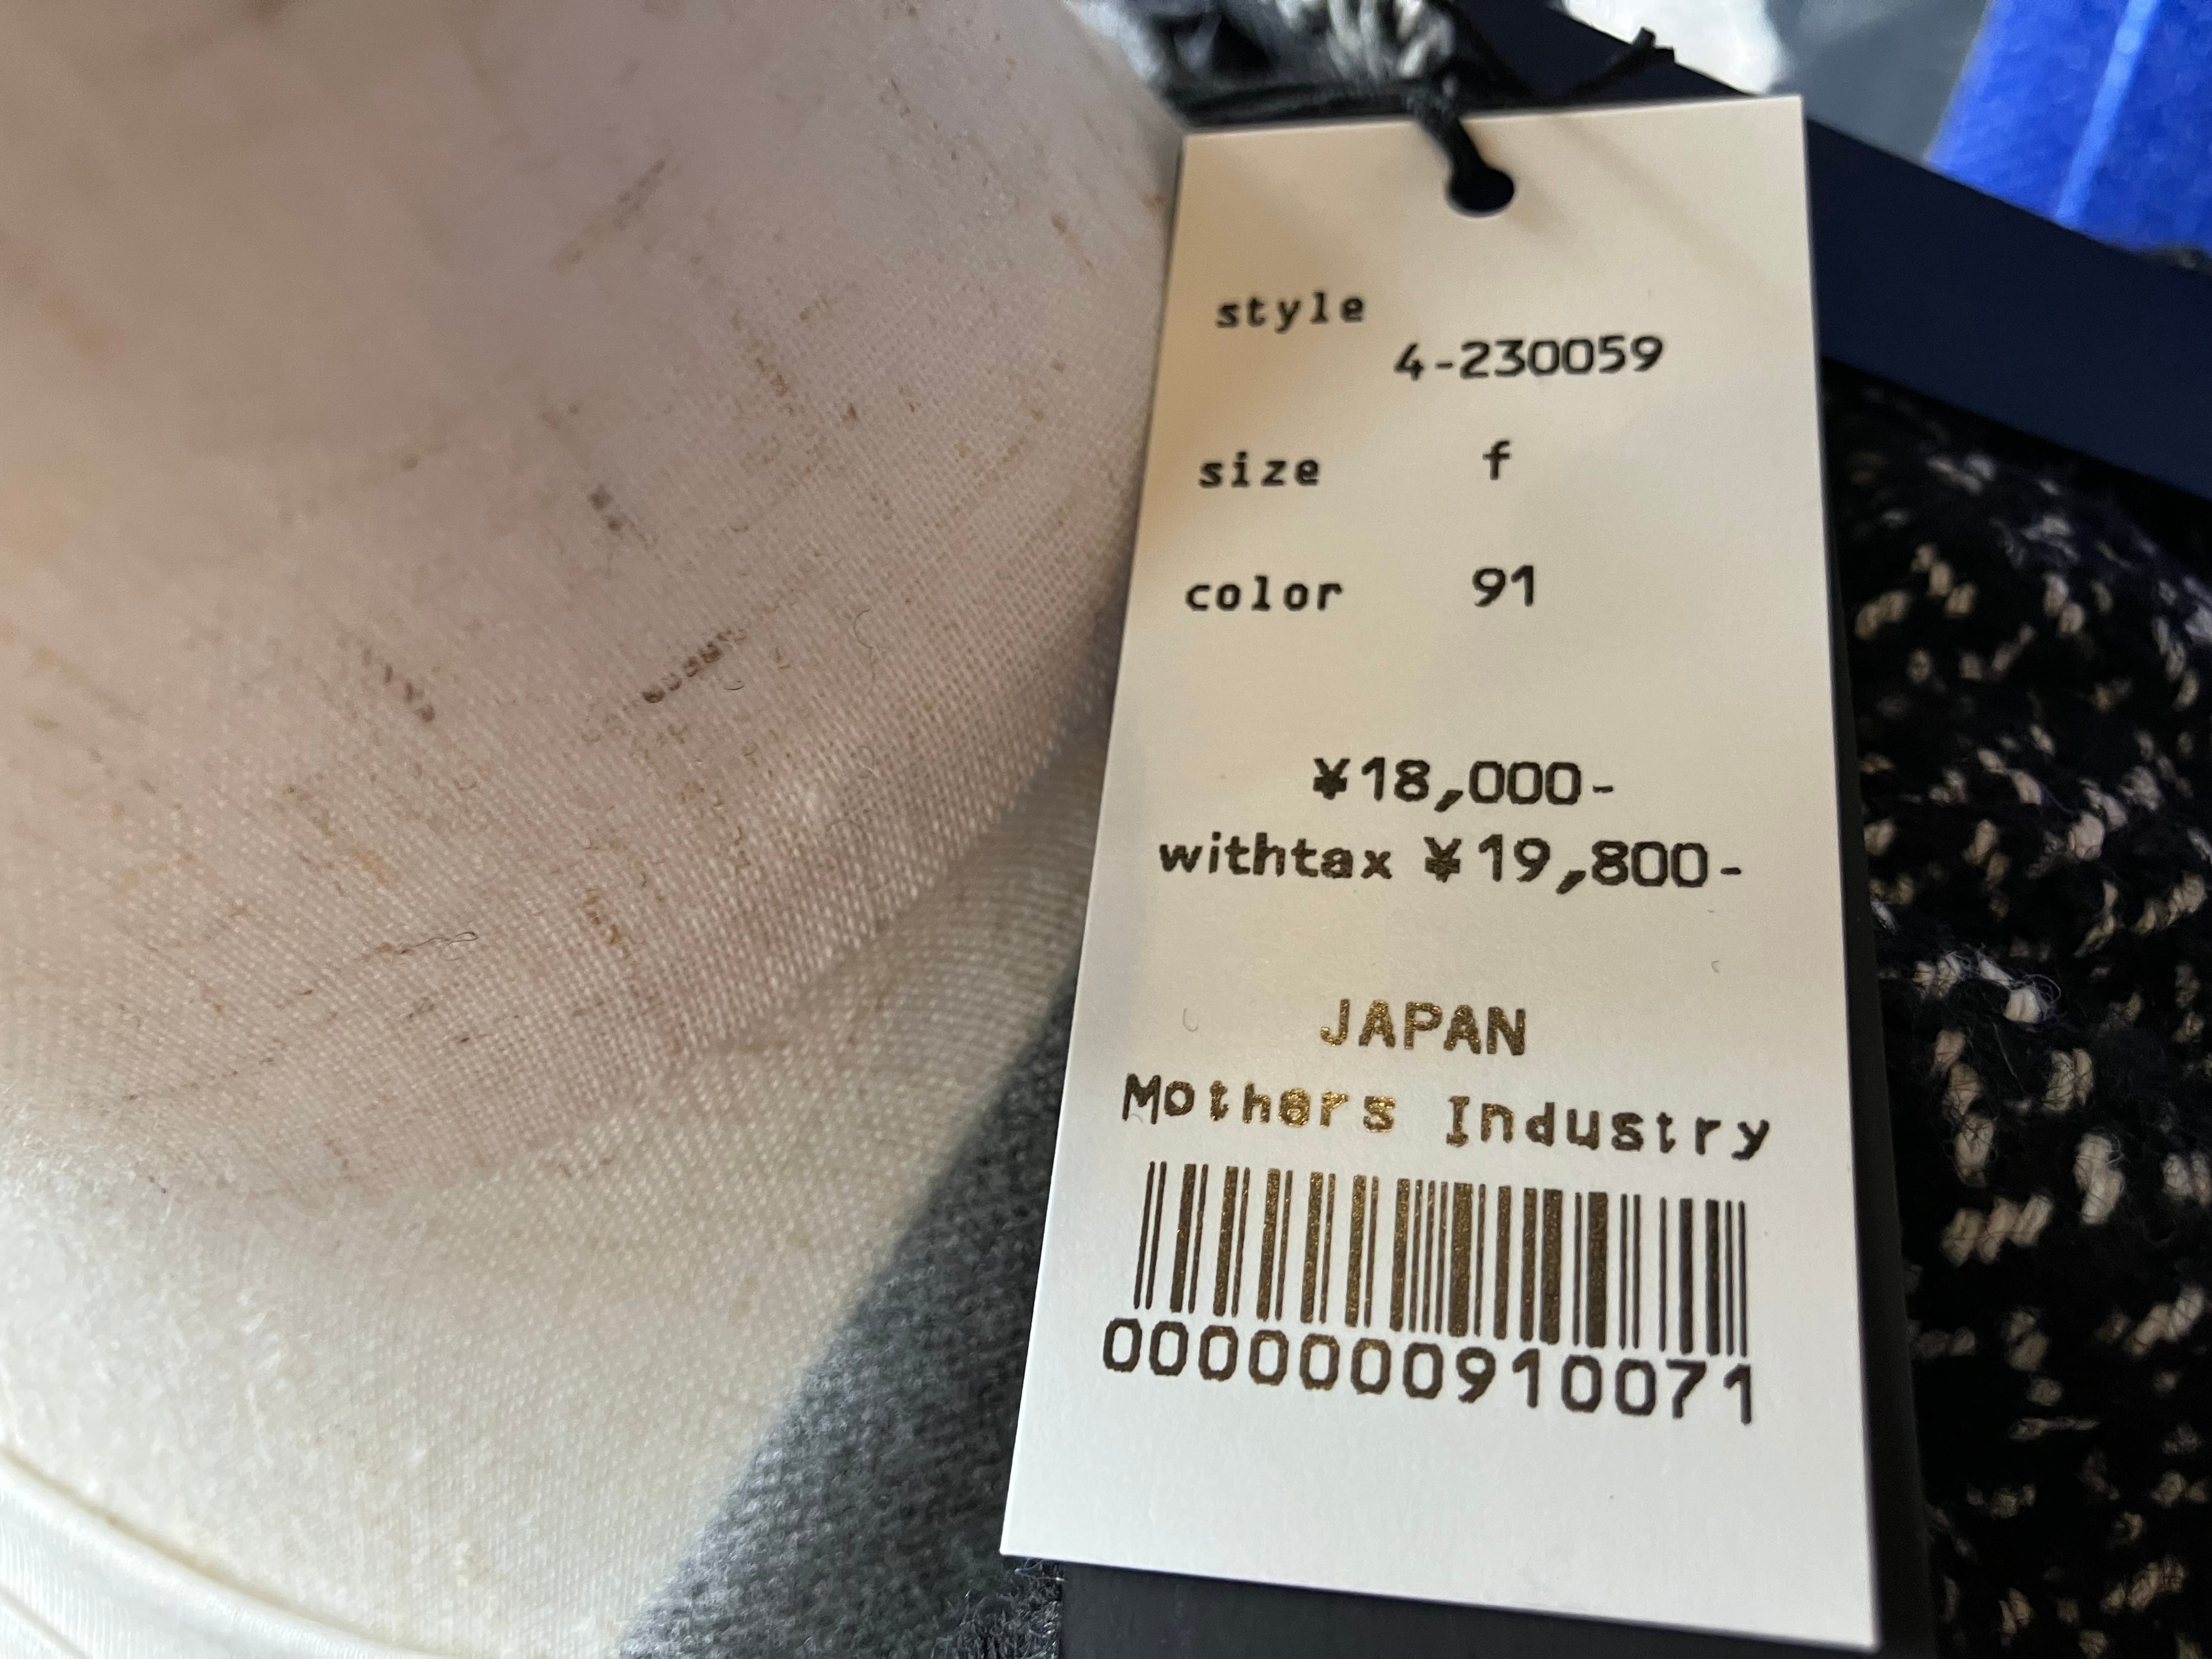 style
4-230059
size f
color 91
¥18,000-
withtax ¥19,800-
JAPAN
Mothers Industry
0000000910071